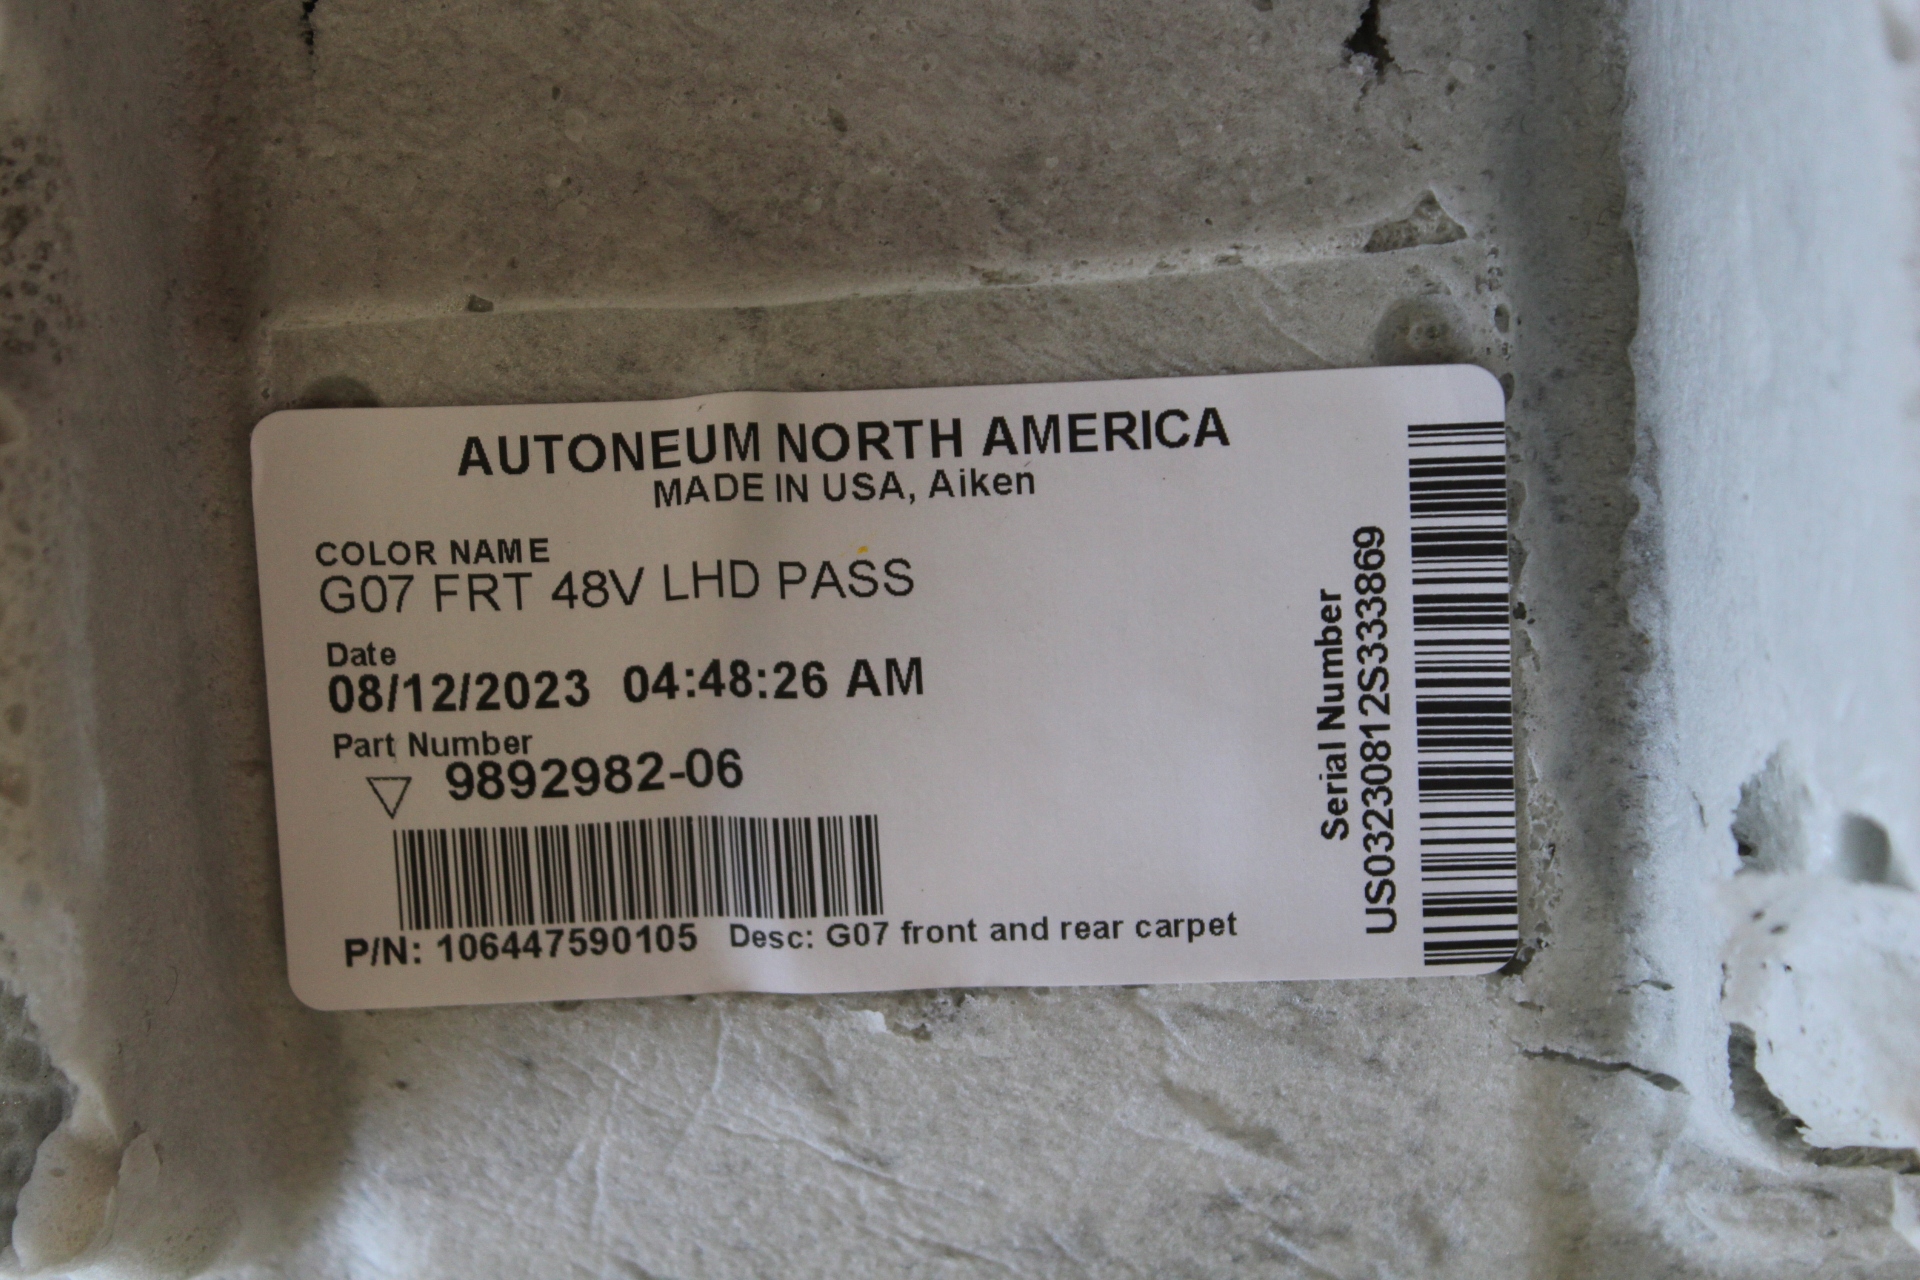 AUTONEUM NORTH AMERICA
MADE IN USA, Aiken
COLOR NAME
G07 FRT 48V LHD PASS
Date
08/12/2023 04:48:26 AM
Part Number
9892982-06
P/N: 106447590105 Desc: G07 front and rear carpet
Serial Number
US03230812S333869